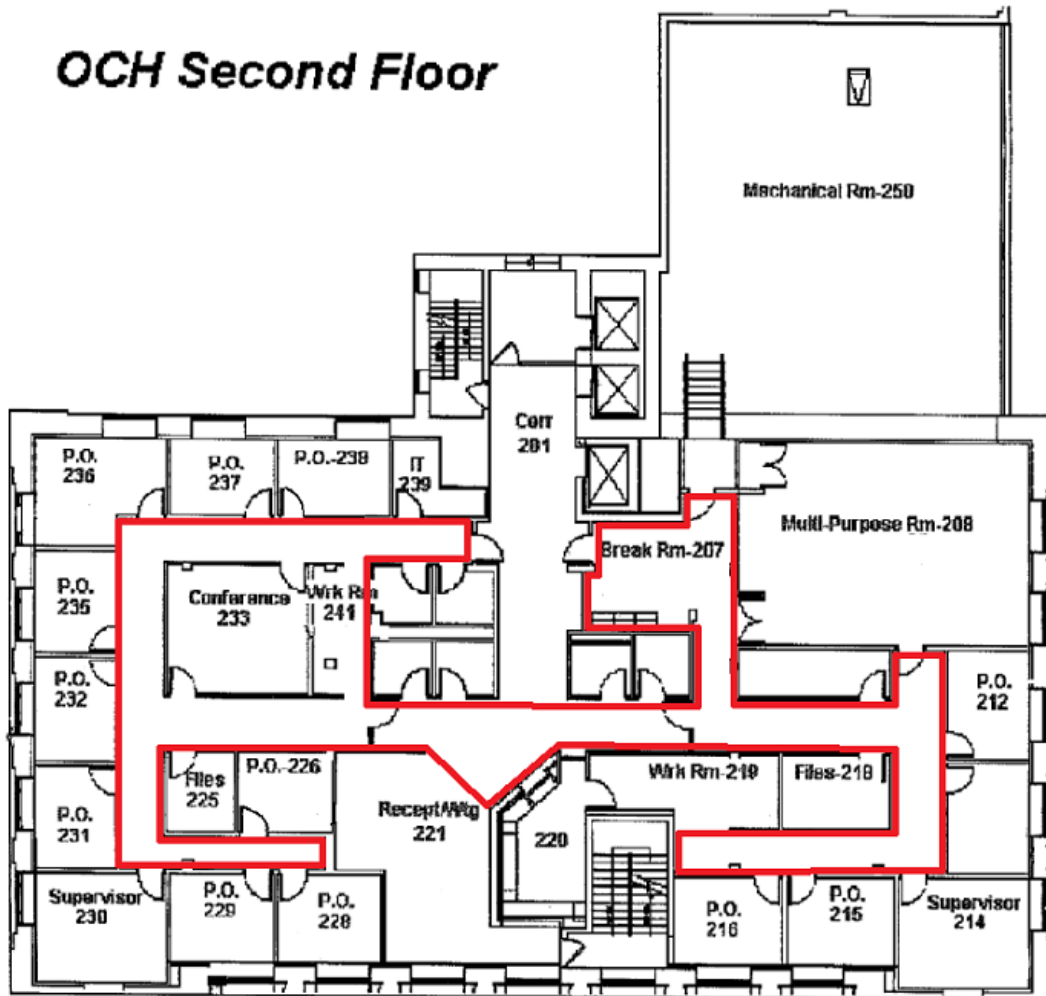 OCH Second Floor
Mechanical Rm-250
Corr
201
P.O.
236
P.O.
237
P.O.-238
IT
239
Break Rm-207
Multi-Purpose Rm-208
P.O.
235
Conference
233
Wrk Rm
241
P.O.
232
P.O.
212
Files
225
P.O.-226
Wrk Rm-219
Files-218
P.O.
231
Recept/Wtg
221
220
Supervisor
230
P.O.
229
P.O.
228
P.O.
216
P.O.
215
Supervisor
214